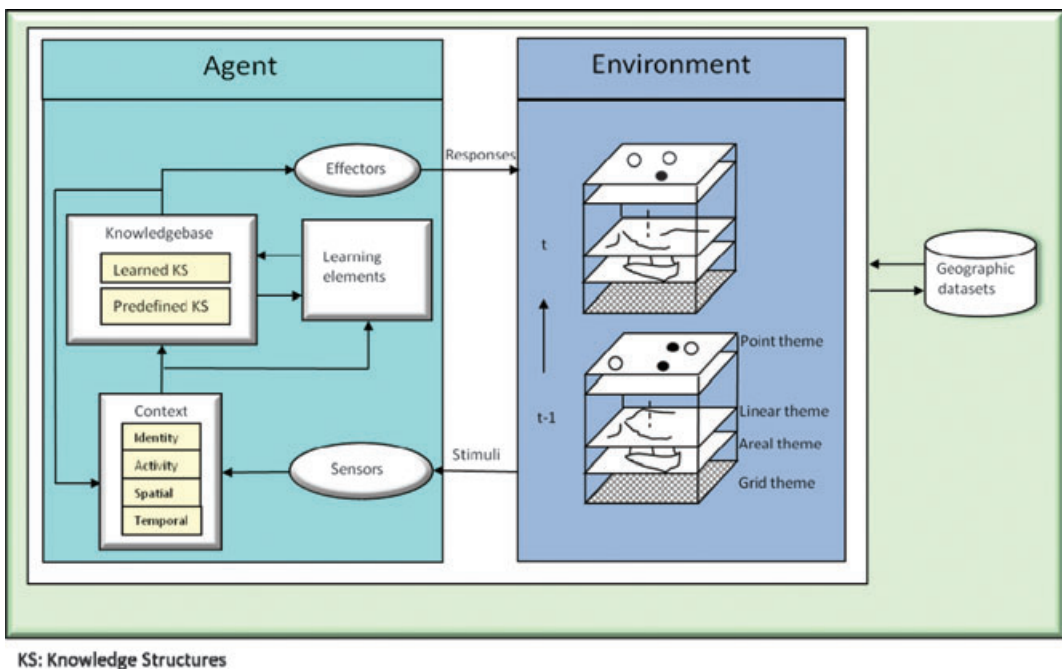 Agent
Environment
Effectors
Responses
Knowledgebase
Learned KS
Predefined KS
Learning
elements
Context
Identity
Activity
Spatial
Temporal
Sensors
Stimuli
t
t-1
Point theme
Linear theme
Areal theme
Grid theme
Geographic
datasets
KS: Knowledge Structures